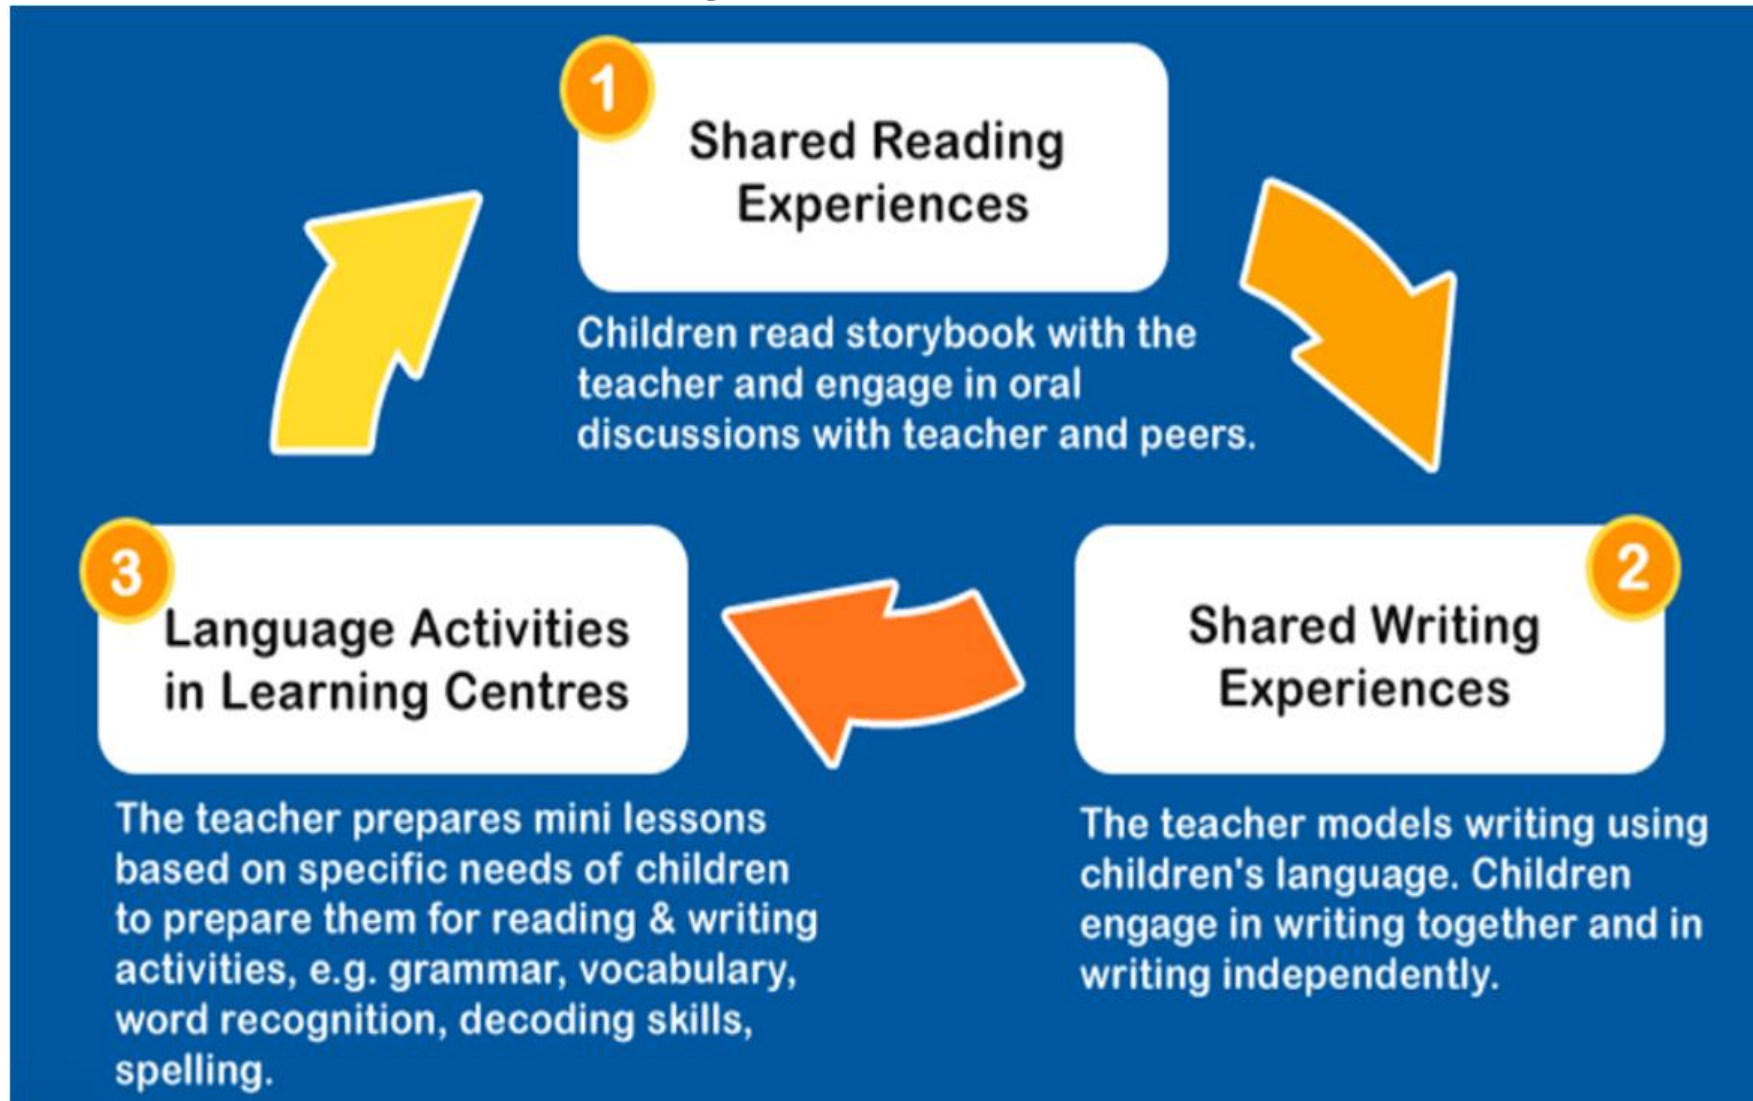 1
Shared Reading
Experiences
Children read storybook with the
teacher and engage in oral
discussions with teacher and peers.
2
Shared Writing
Experiences
The teacher models writing using
children's language. Children
engage in writing together and in
writing independently.
3
Language Activities
in Learning Centres
The teacher prepares mini lessons
based on specific needs of children
to prepare them for reading & writing
activities, e.g. grammar, vocabulary,
word recognition, decoding skills,
spelling.